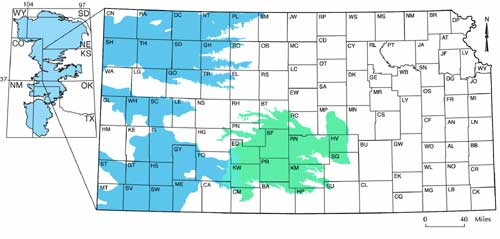 104 97
WY SD
CO NE
KS
37
NM OK
TX
CN RA DC NT PL SM JW RP WS MS NM BR DP
SH TH SD GH RO OB MC CD CY RL PT JA AT
JF LV
WV
WA LG GO TR EL RS LC DK GE WB SN DG JO
EW SA MR LY OS FR MI
GL WH SC LE NS RH BT RC
HM KE FI HG PN SF RN HV CF AN LN
ED
ST GT HS GY FO KW PR SG BU GW WO AL BB
KM EK WL NO CR
MT SV SW ME CA CM BA HP SU CL CQ MG LB CK
0 40
Miles